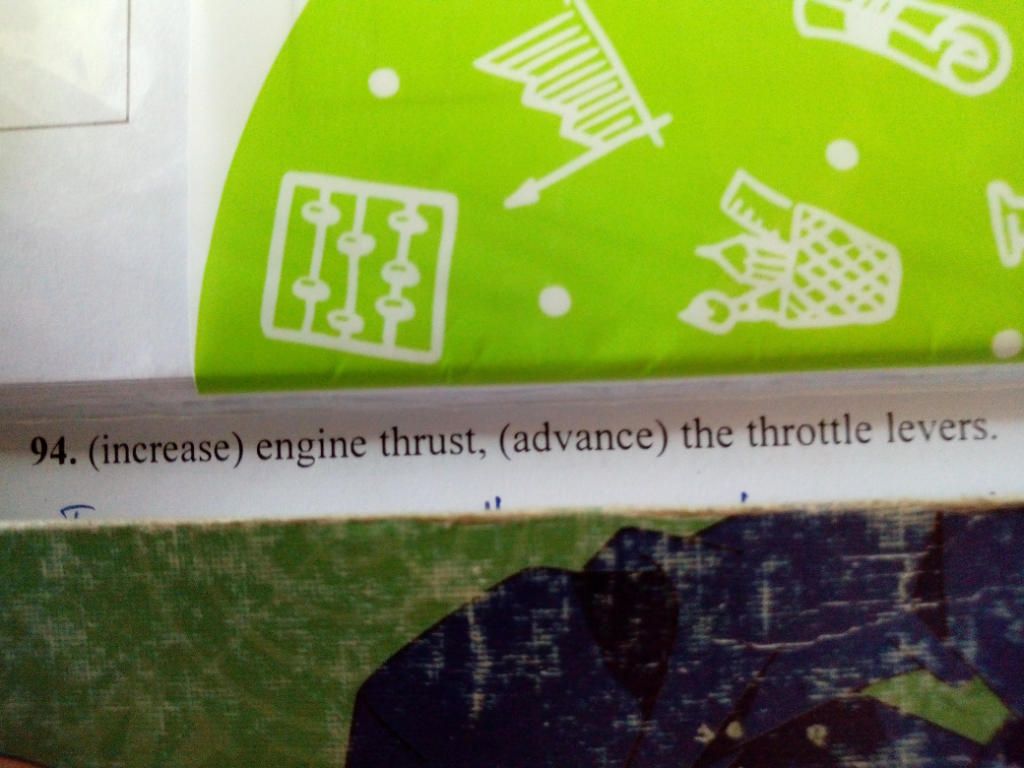 94. (increase) engine thrust, (advance) the throttle levers.